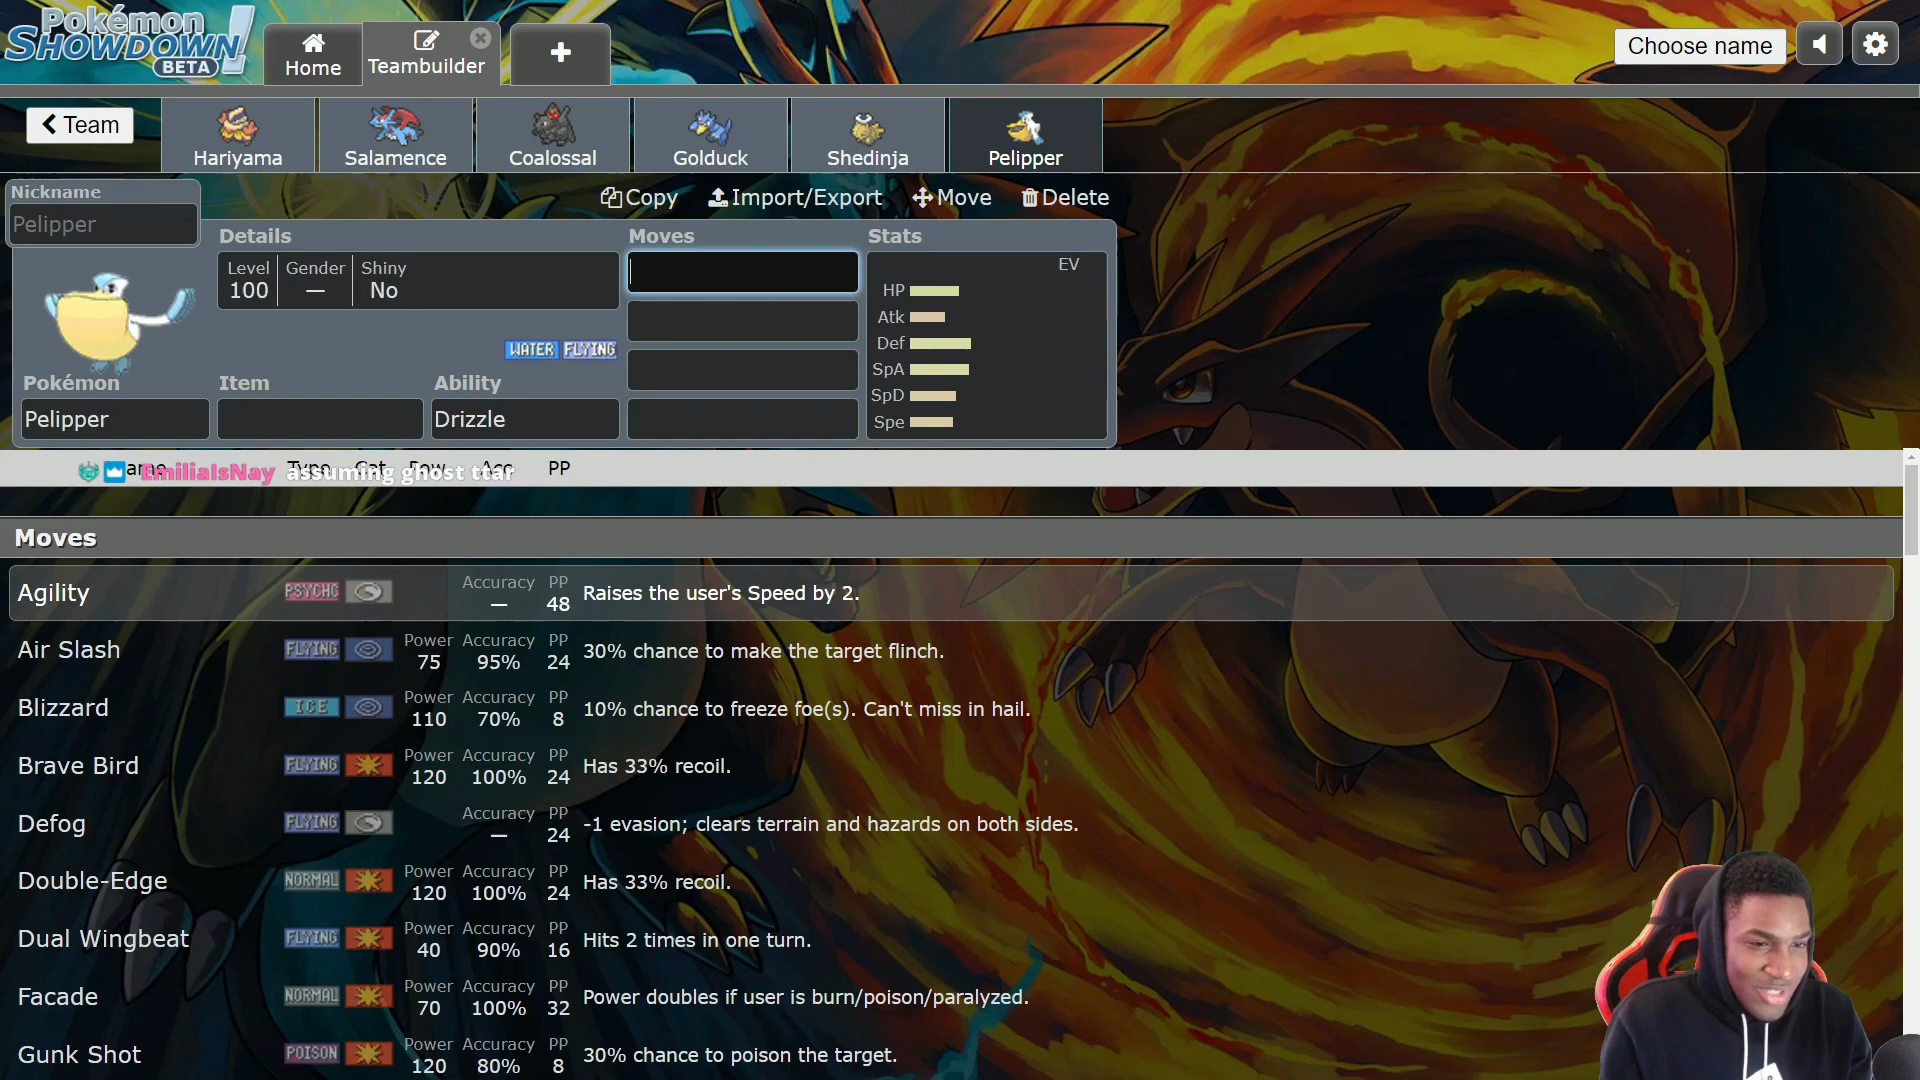 Pokémon
SHOWDOWN!
BETA
Home
Teambuilder
Choose name
Team
Hariyama
Salamence
Coalossal
Golduck
Shedinja
Pelipper
Nickname
Pelipper
Copy
Import/Export
Move
Delete
Details
Moves
Stats
Level
Gender
Shiny
100
—
No
EV
HP
Atk
Def
SpA
SpD
Spe
WATER FLYING
Pokémon
Item
Ability
Pelipper
Drizzle
Name Type Cat Pow Acc PP
EmiliaIsNay assuming ghost ttar
Moves
Agility PSYCHC Accuracy — PP 48 Raises the user's Speed by 2.
Air Slash FLYING Power 75 Accuracy 95% PP 24 30% chance to make the target flinch.
Blizzard ICE Power 110 Accuracy 70% PP 8 10% chance to freeze foe(s). Can't miss in hail.
Brave Bird FLYING Power 120 Accuracy 100% PP 24 Has 33% recoil.
Defog FLYING Accuracy — PP 24 -1 evasion; clears terrain and hazards on both sides.
Double-Edge NORMAL Power 120 Accuracy 100% PP 24 Has 33% recoil.
Dual Wingbeat FLYING Power 40 Accuracy 90% PP 16 Hits 2 times in one turn.
Facade NORMAL Power 70 Accuracy 100% PP 32 Power doubles if user is burn/poison/paralyzed.
Gunk Shot POISON Power 120 Accuracy 80% PP 8 30% chance to poison the target.